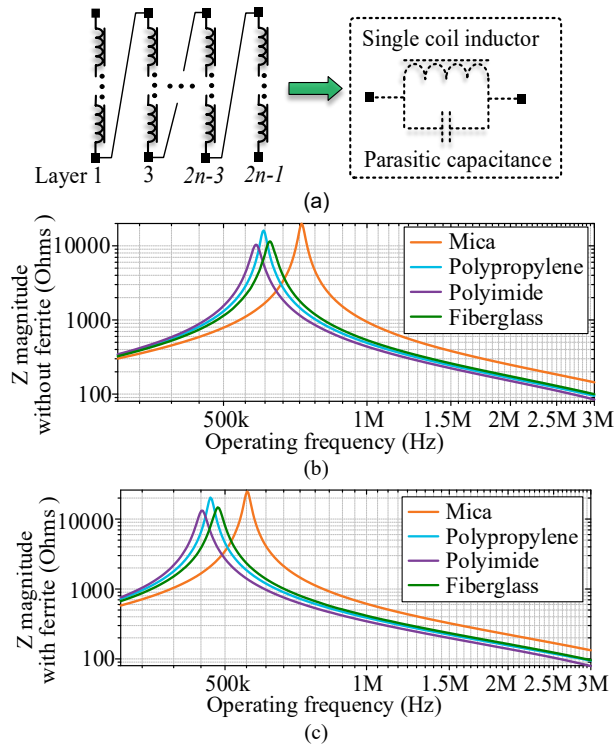 Single coil inductor
Parasitic capacitance
Layer 1 3 2n-3 2n-1
(a)
Z magnitude
without ferrite (Ohms)
10000
1000
100
Mica
Polypropylene
Polyimide
Fiberglass
500k 1M 1.5M 2M 2.5M 3M
Operating frequency (Hz)
(b)
Z magnitude
with ferrite (Ohms)
10000
1000
100
Mica
Polypropylene
Polyimide
Fiberglass
500k 1M 1.5M 2M 2.5M 3M
Operating frequency (Hz)
(c)